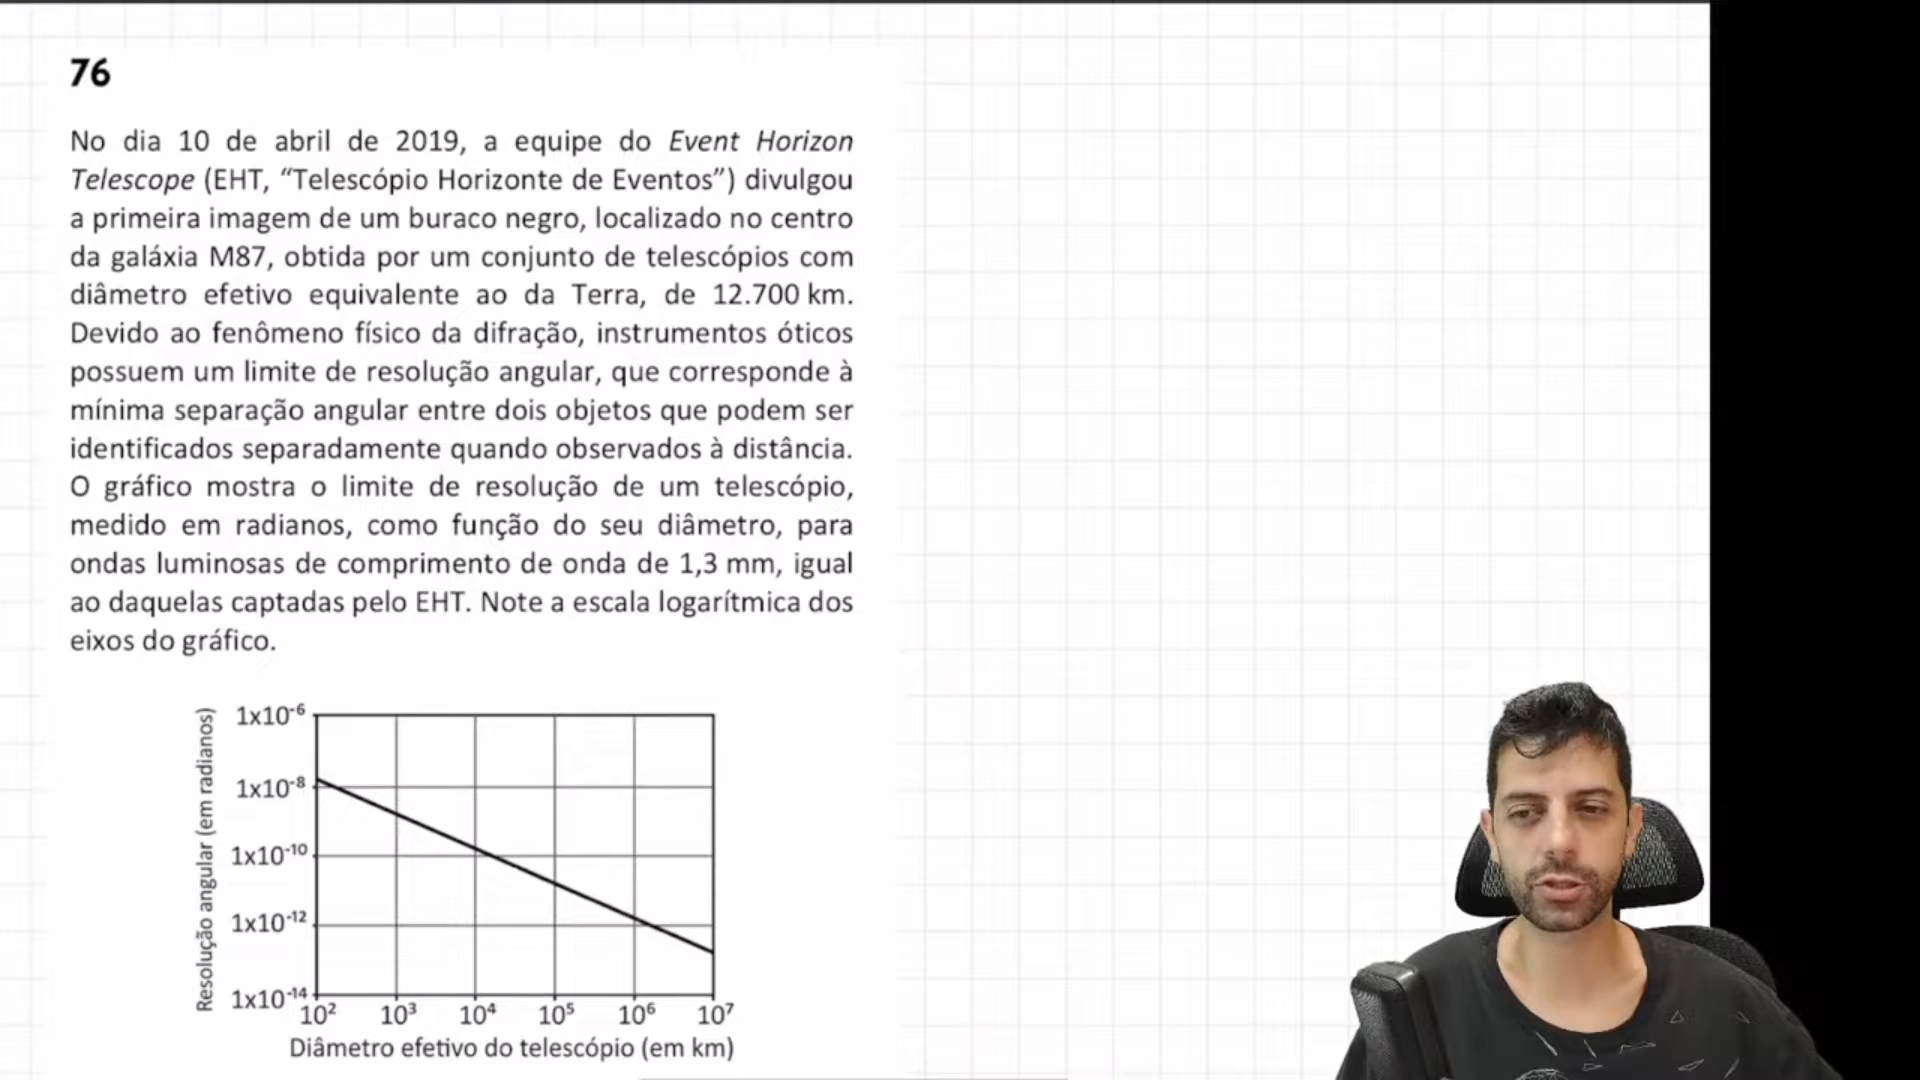 76
No dia 10 de abril de 2019, a equipe do Event Horizon
Telescope (EHT, “Telescópio Horizonte de Eventos”) divulgou
a primeira imagem de um buraco negro, localizado no centro
da galáxia M87, obtida por um conjunto de telescópios com
diâmetro efetivo equivalente ao da Terra, de 12.700 km.
Devido ao fenômeno físico da difração, instrumentos óticos
possuem um limite de resolução angular, que corresponde à
mínima separação angular entre dois objetos que podem ser
identificados separadamente quando observados à distância.
O gráfico mostra o limite de resolução de um telescópio,
medido em radianos, como função do seu diâmetro, para
ondas luminosas de comprimento de onda de 1,3 mm, igual
ao daquelas captadas pelo EHT. Note a escala logarítmica dos
eixos do gráfico.
Resolução angular (em radianos)
1x10⁻⁶
1x10⁻⁸
1x10⁻¹⁰
1x10⁻¹²
1x10⁻¹⁴
10² 10³ 10⁴ 10⁵ 10⁶ 10⁷
Diâmetro efetivo do telescópio (em km)